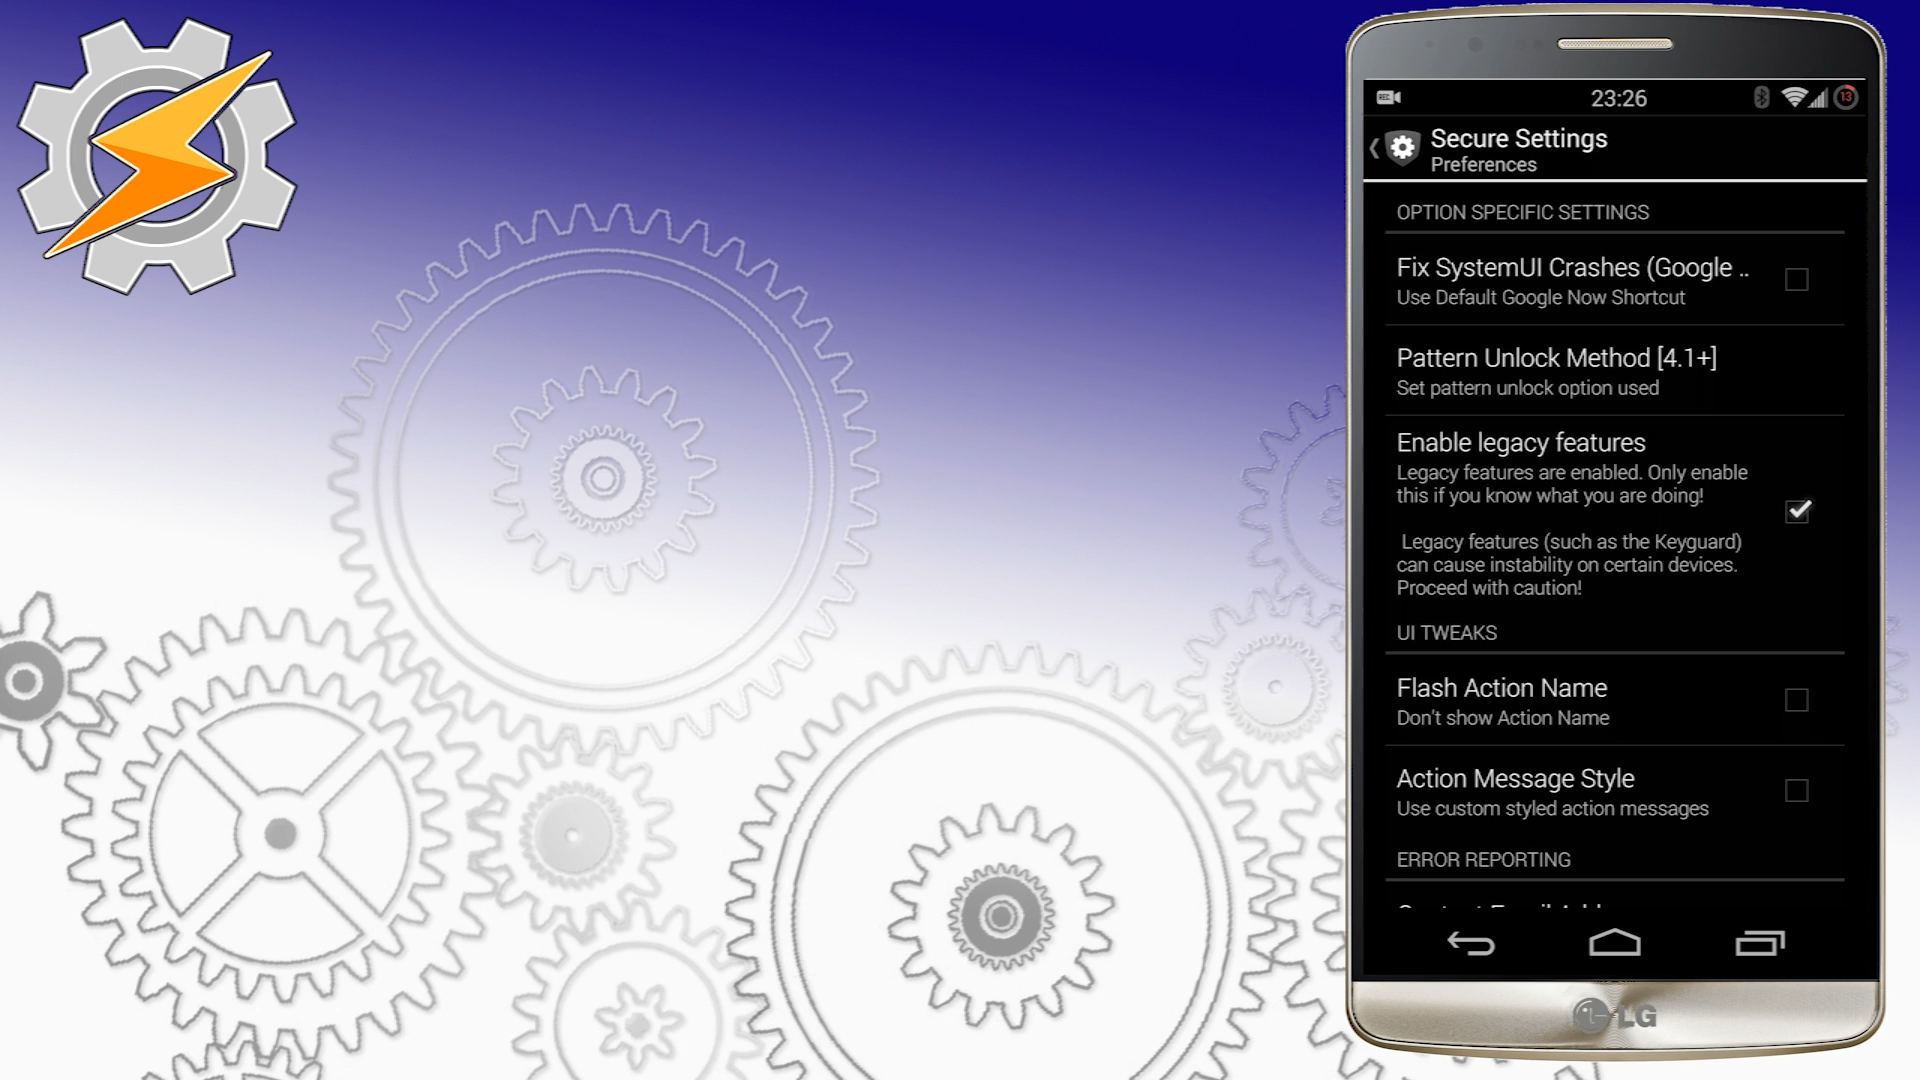 REC
23:26
13
Secure Settings
Preferences
OPTION SPECIFIC SETTINGS
Fix SystemUI Crashes (Google ..
Use Default Google Now Shortcut
Pattern Unlock Method [4.1+]
Set pattern unlock option used
Enable legacy features
Legacy features are enabled. Only enable
this if you know what you are doing!
Legacy features (such as the Keyguard)
can cause instability on certain devices.
Proceed with caution!
UI TWEAKS
Flash Action Name
Don't show Action Name
Action Message Style
Use custom styled action messages
ERROR REPORTING
LG